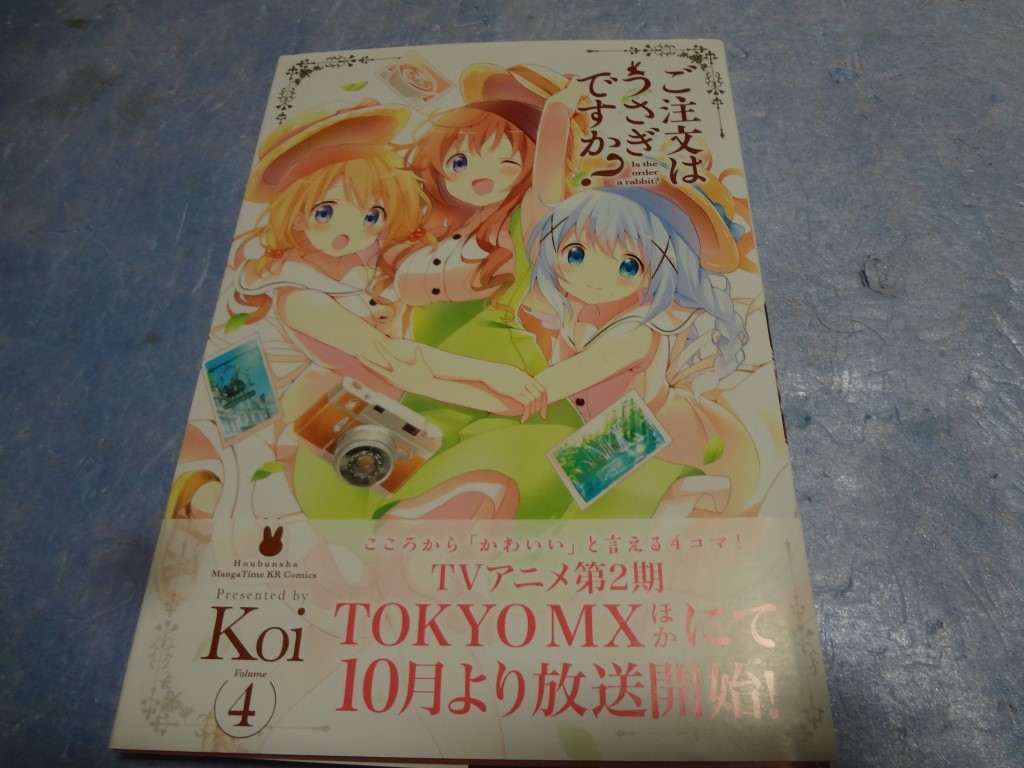 ご注文は
うさぎ
ですか?
Is the
order
a rabbit?
こころから「かわいい」と言える4コマ!
TVアニメ第2期
TOKYO MXほかにて
10月より放送開始!
Houbunsha
MangaTime KR Comics
Presented by
Koi
Volume
4